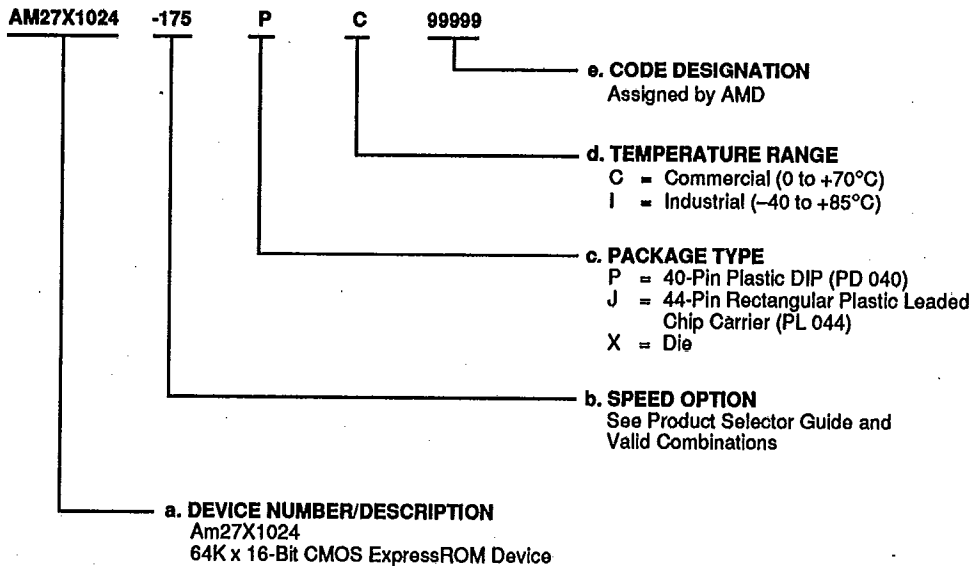 AM27X1024 -175 P C 99999
e. CODE DESIGNATION
Assigned by AMD
d. TEMPERATURE RANGE
C = Commercial (0 to +70°C)
I = Industrial (–40 to +85°C)
c. PACKAGE TYPE
P = 40-Pin Plastic DIP (PD 040)
J = 44-Pin Rectangular Plastic Leaded
Chip Carrier (PL 044)
X = Die
b. SPEED OPTION
See Product Selector Guide and
Valid Combinations
a. DEVICE NUMBER/DESCRIPTION
Am27X1024
64K x 16-Bit CMOS ExpressROM Device